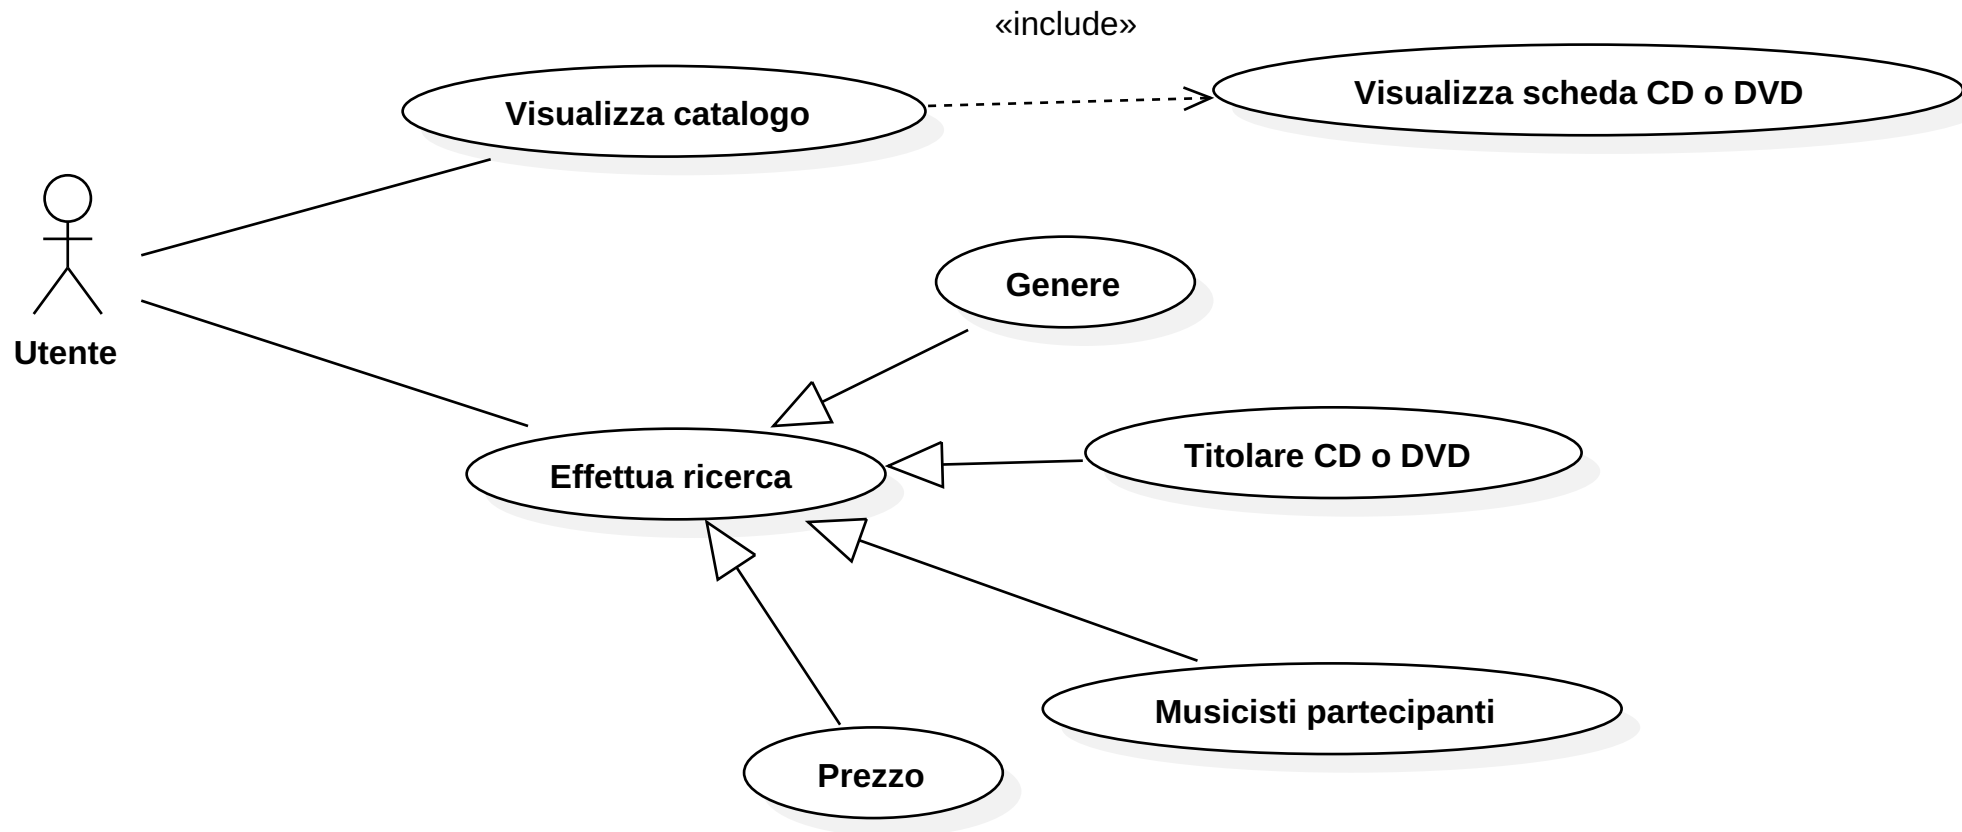 «include»
Visualizza catalogo
Visualizza scheda CD o DVD
Genere
Utente
Titolare CD o DVD
Effettua ricerca
Musicisti partecipanti
Prezzo